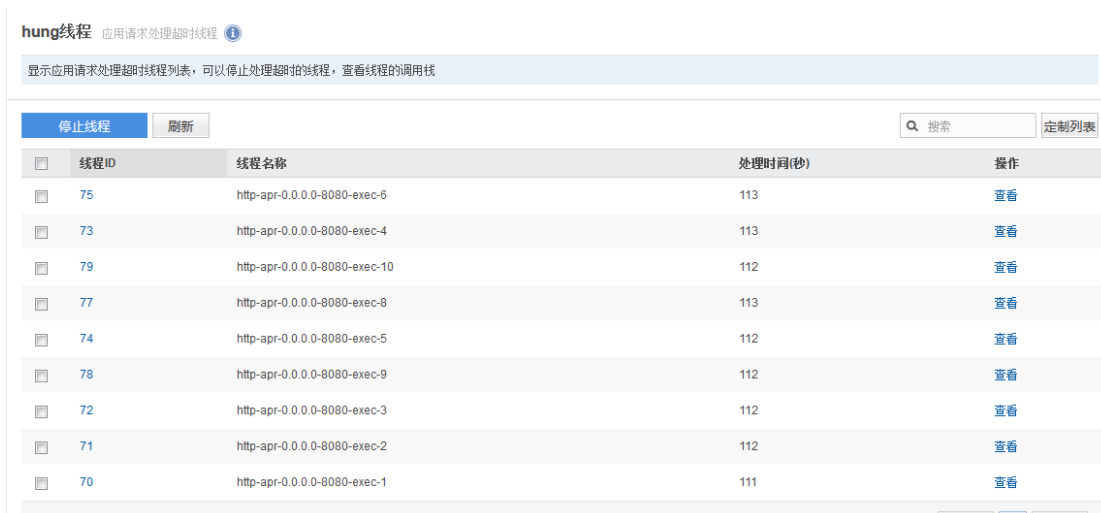 hung线程 应用请求处理超时线程
显示应用请求处理超时线程列表，可以停止处理超时的线程，查看线程的调用栈
停止线程 刷新 搜索 定制列表
线程ID 线程名称 处理时间(秒) 操作
75 http-apr-0.0.0.0-8080-exec-6 113 查看
73 http-apr-0.0.0.0-8080-exec-4 113 查看
79 http-apr-0.0.0.0-8080-exec-10 112 查看
77 http-apr-0.0.0.0-8080-exec-8 113 查看
74 http-apr-0.0.0.0-8080-exec-5 112 查看
78 http-apr-0.0.0.0-8080-exec-9 112 查看
72 http-apr-0.0.0.0-8080-exec-3 112 查看
71 http-apr-0.0.0.0-8080-exec-2 112 查看
70 http-apr-0.0.0.0-8080-exec-1 111 查看